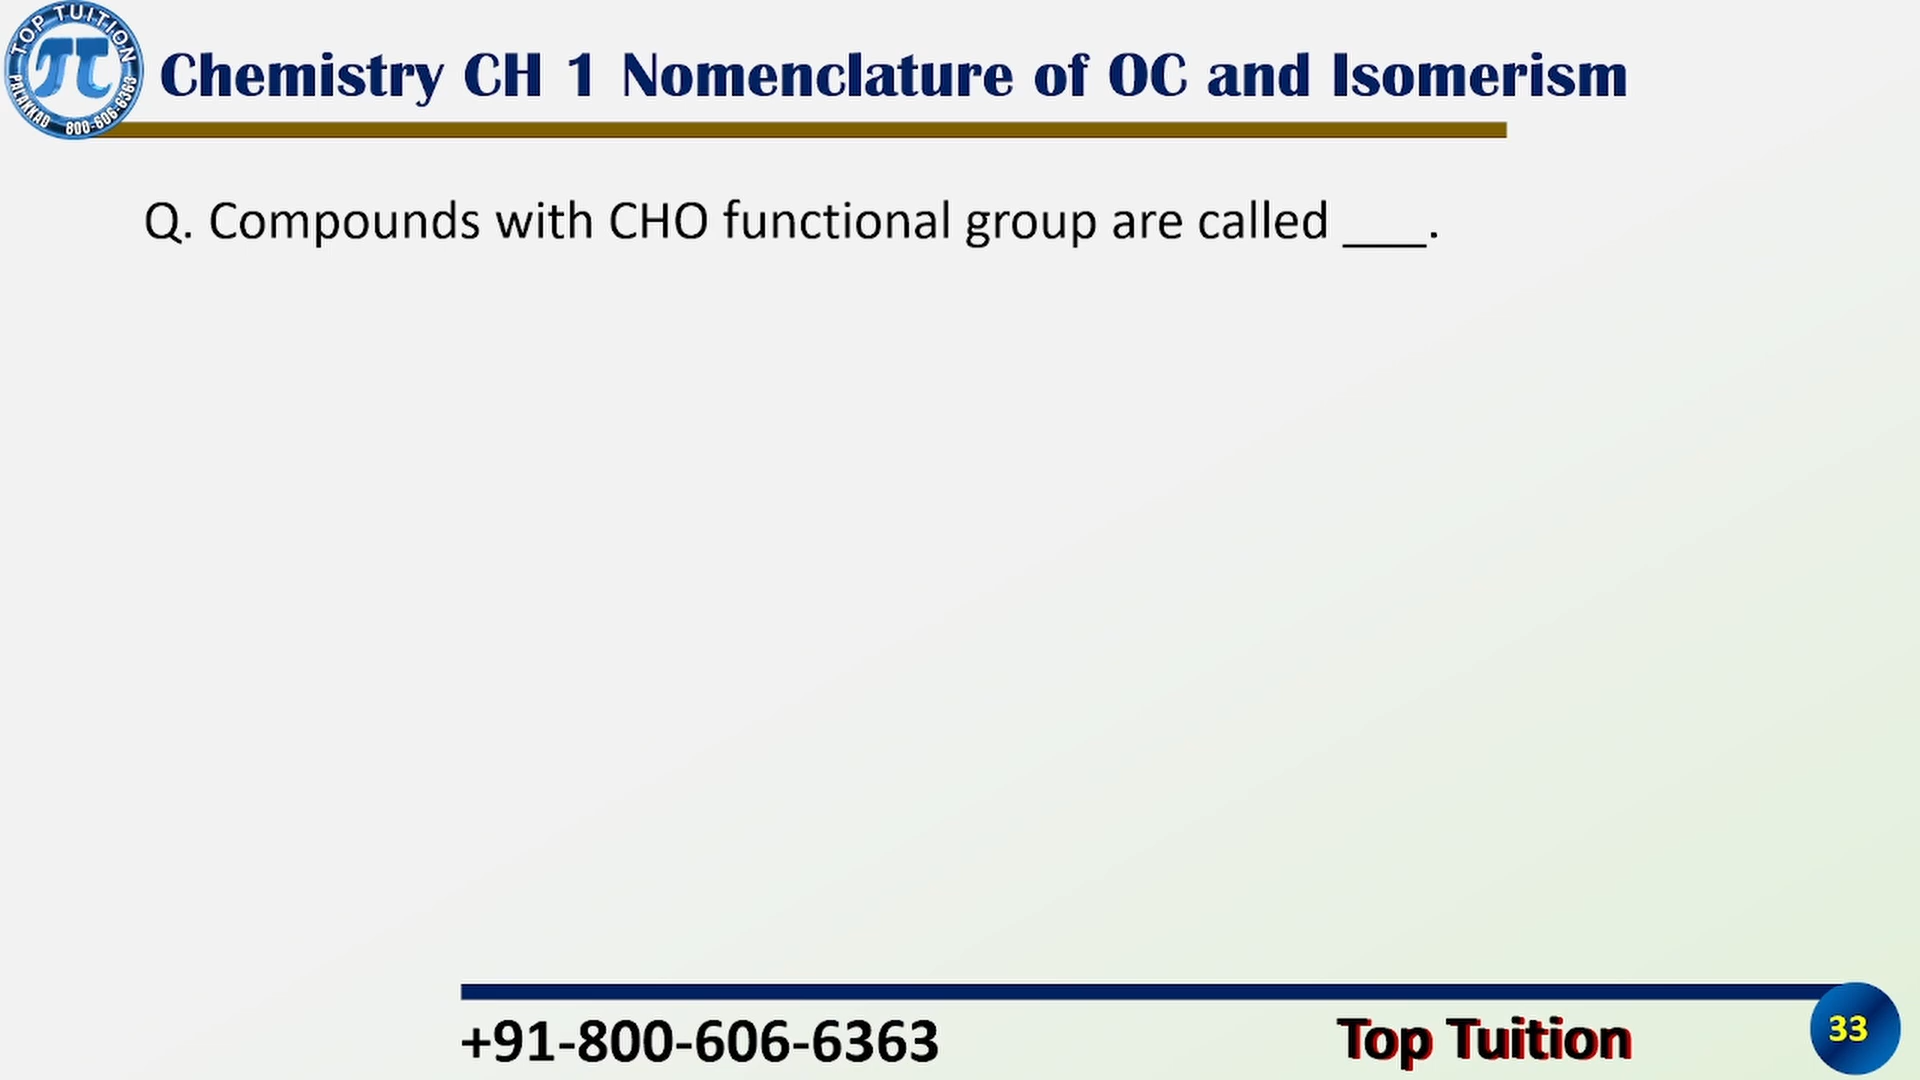 TOP TUITION
PALAKKAD 800-606-6363
Chemistry CH 1 Nomenclature of OC and Isomerism
Q. Compounds with CHO functional group are called ___.
+91-800-606-6363
Top Tuition
33